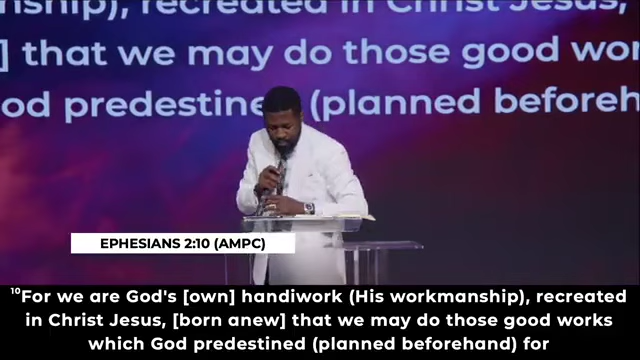 nship), recreated in Christ Jesus,
] that we may do those good wor
od predestine (planned beforeh
EPHESIANS 2:10 (AMPC)
¹⁰For we are God's [own] handiwork (His workmanship), recreated
in Christ Jesus, [born anew] that we may do those good works
which God predestined (planned beforehand) for